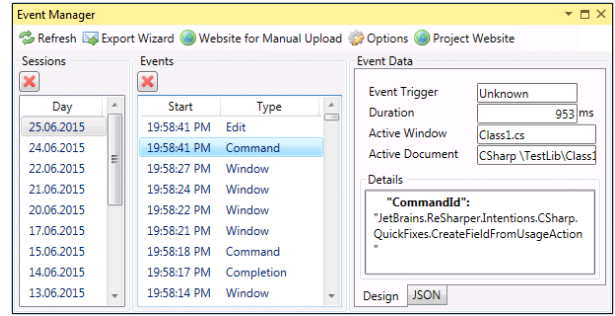 Event Manager
Refresh Export Wizard Website for Manual Upload Options Project Website
Sessions
Day
25.06.2015
24.06.2015
22.06.2015
21.06.2015
20.06.2015
17.06.2015
15.06.2015
14.06.2015
13.06.2015
Events
Start Type
19:58:41 PM Edit
19:58:41 PM Command
19:58:27 PM Window
19:58:24 PM Window
19:58:22 PM Window
19:58:21 PM Window
19:58:18 PM Command
19:58:17 PM Completion
19:58:14 PM Window
Event Data
Event Trigger Unknown
Duration 953 ms
Active Window Class1.cs
Active Document CSharp \TestLib\Class1
Details
"CommandId":
"JetBrains.ReSharper.Intentions.CSharp.
QuickFixes.CreateFieldFromUsageAction
"
Design JSON